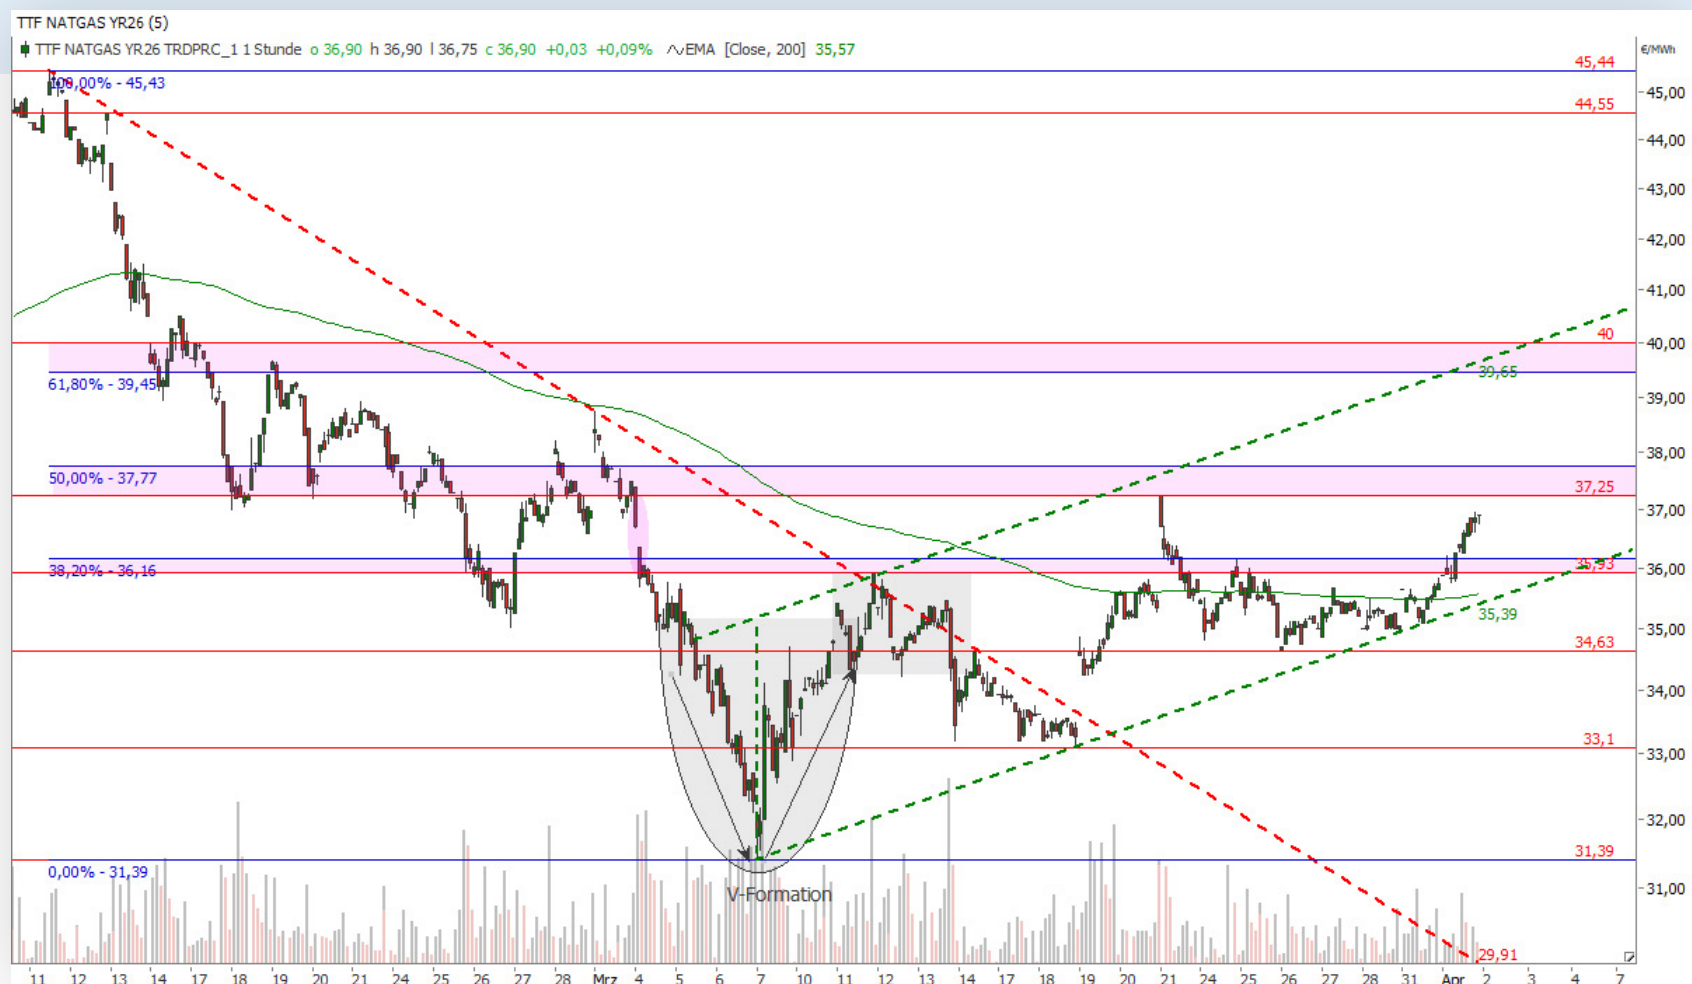 TTF NATGAS YR26 (5)
TTF NATGAS YR26 TRDPRC_1 1 Stunde o 36,90 h 36,90 l 36,75 c 36,90 +0,03 +0,09% EMA [Close, 200] 35,57
€/MWh
45,44
100,00% - 45,43
45,00
44,55
44,00
43,00
42,00
41,00
40
40,00
39,65
61,80% - 39,45
39,00
38,00
50,00% - 37,77
37,25
37,00
35,93
38,20% - 36,16
36,00
35,39
35,00
34,63
34,00
33,1
33,00
32,00
31,39
0,00% - 31,39
V-Formation
31,00
29,91
11 12 13 14 17 18 19 20 21 24 25 26 27 28 Mrz 4 5 6 7 10 11 12 13 14 17 18 19 20 21 24 25 26 27 28 31 Apr 2 3 4 7